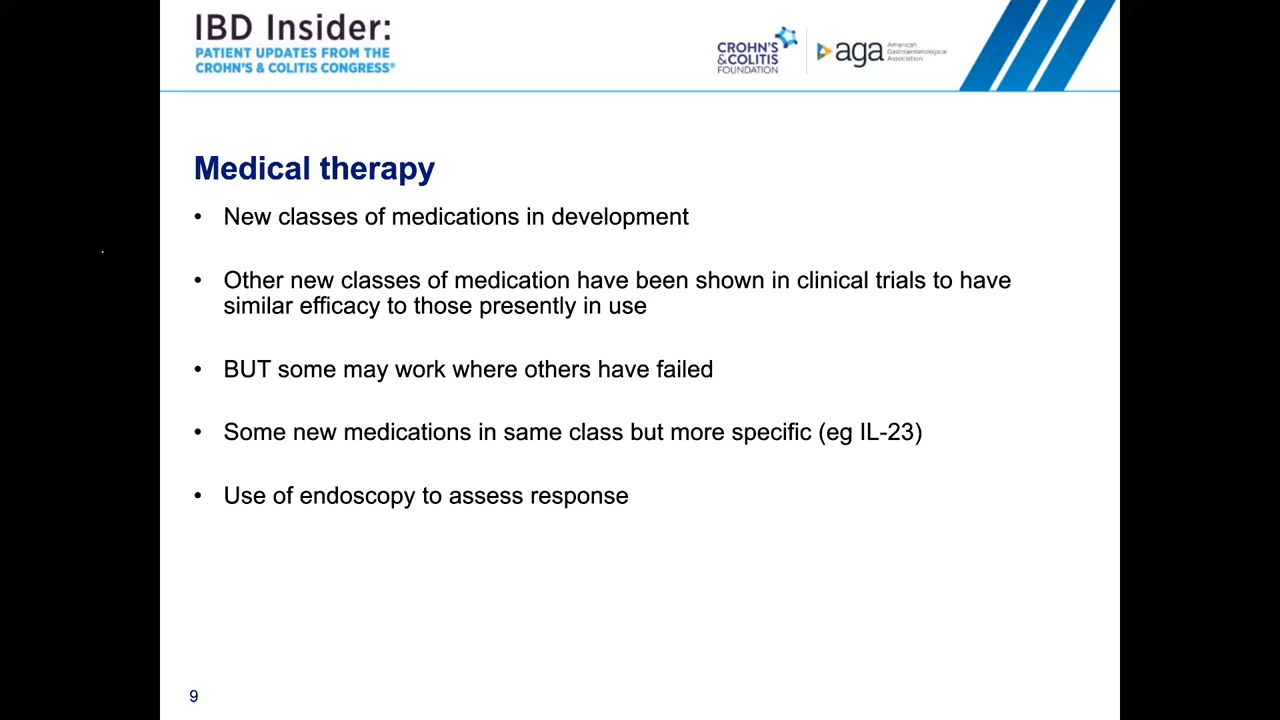 IBD Insider:
PATIENT UPDATES FROM THE
CROHN'S & COLITIS CONGRESS®
CROHN'S
& COLITIS
FOUNDATION
aga
American
Gastroenterological
Association
Medical therapy
• New classes of medications in development
• Other new classes of medication have been shown in clinical trials to have
similar efficacy to those presently in use
• BUT some may work where others have failed
• Some new medications in same class but more specific (eg IL-23)
• Use of endoscopy to assess response
9